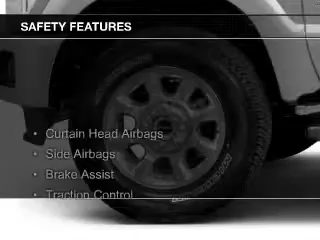 SAFETY FEATURES
• Curtain Head Airbags
• Side Airbags
• Brake Assist
• Traction Control